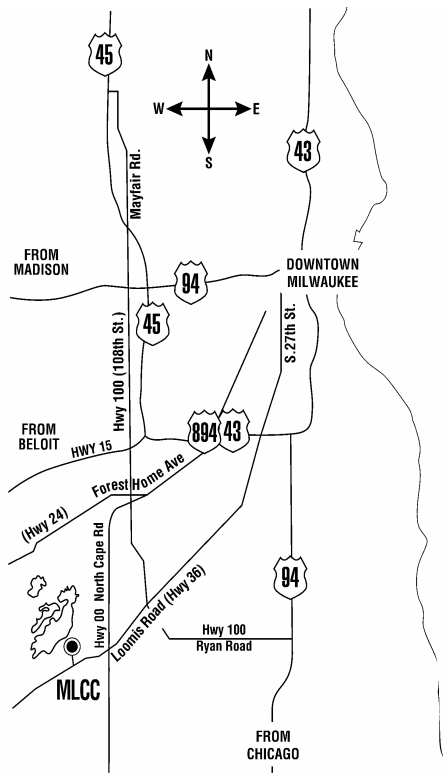 45
N
W
E
S
43
Mayfair Rd.
FROM
MADISON
94
DOWNTOWN
MILWAUKEE
45
Hwy 100 (108th St.)
S.27th St.
FROM
BELOIT
HWY 15
894
43
Forest Home Ave
(Hwy 24)
Hwy 00 North Cape Rd
Loomis Road (Hwy 36)
94
Hwy 100
Ryan Road
MLCC
FROM
CHICAGO